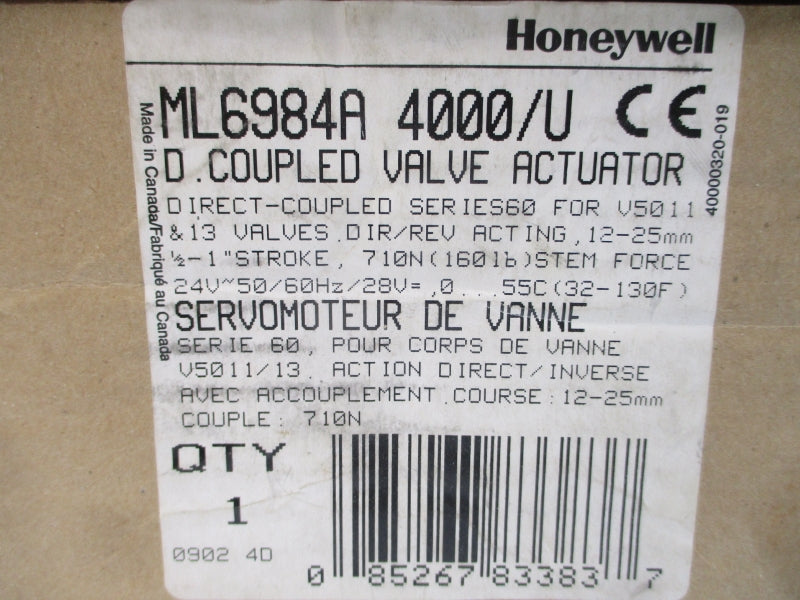 Honeywell
ML6984A 4000/U CE
D.COUPLED VALVE ACTUATOR
DIRECT-COUPLED SERIES60 FOR V5011
& 13 VALVES.DIR/REV ACTING,12-25mm
½-1"STROKE, 710N(160lb)STEM FORCE
24V~50/60Hz/28V=,0...55C(32-130F)
SERVOMOTEUR DE VANNE
SERIE 60, POUR CORPS DE VANNE
V5011/13. ACTION DIRECT/INVERSE
AVEC ACCOUPLEMENT.COURSE:12-25mm
COUPLE: 710N
QTY
1
0902 4D
0 85267 83383 7
Made in Canada/Fabriqué au Canada
40000320-019